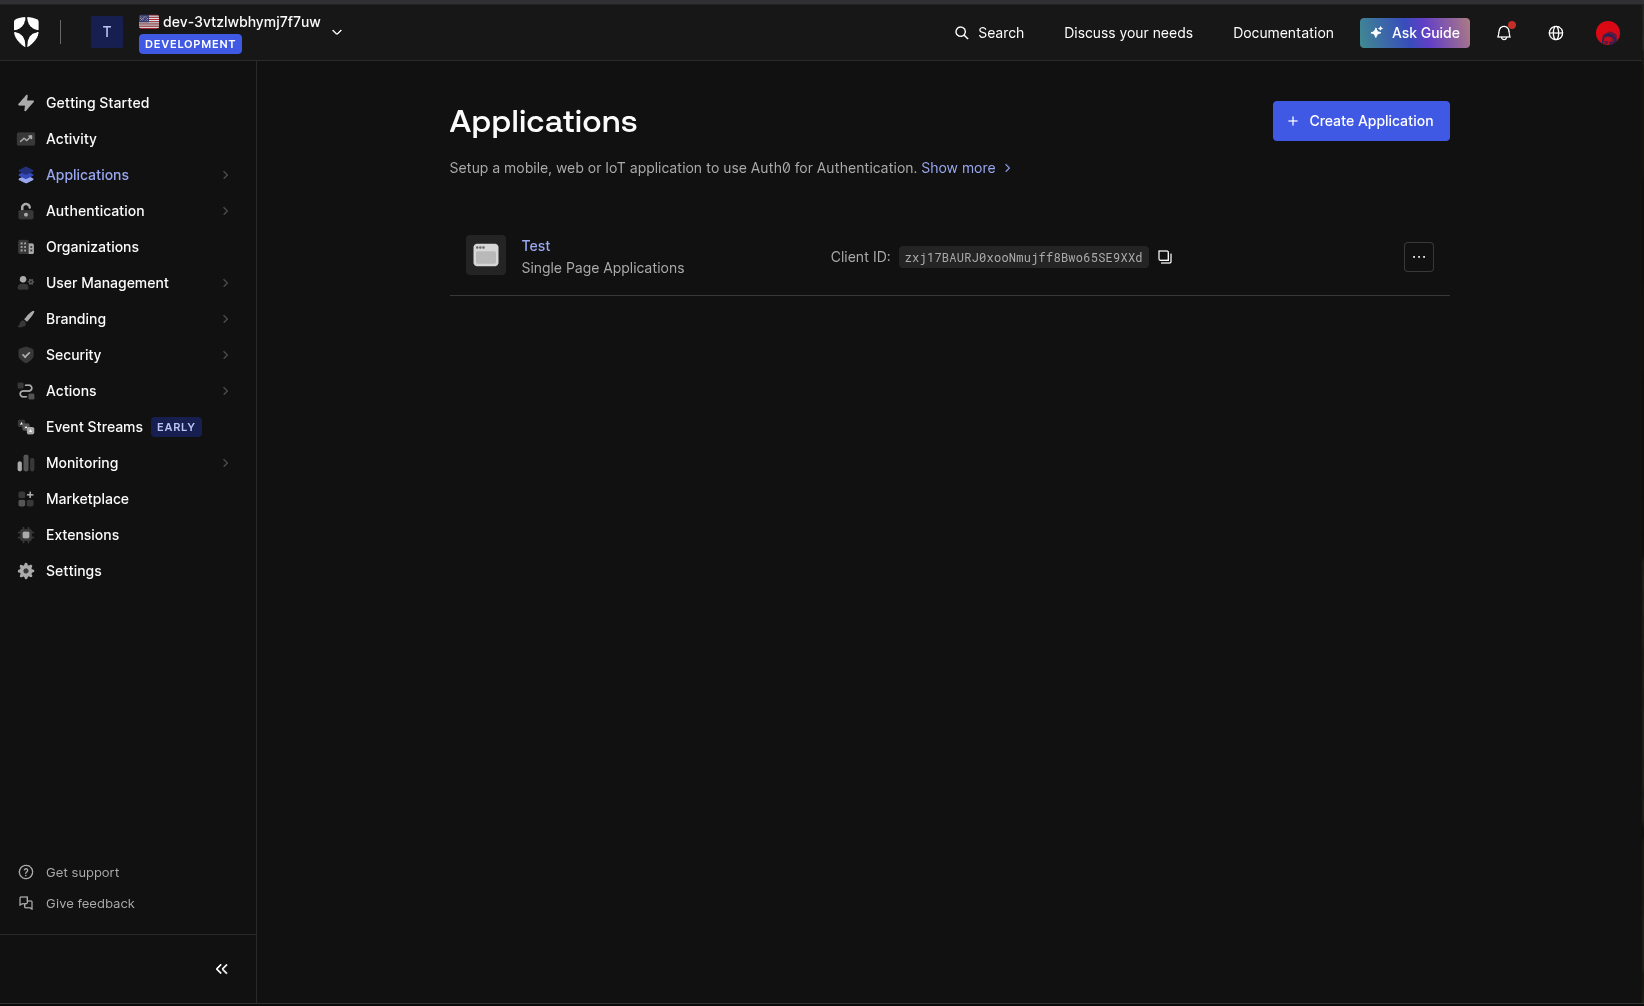 T
dev-3vtzlwbhymj7f7uw
DEVELOPMENT
Search
Discuss your needs
Documentation
Ask Guide
Getting Started
Activity
Applications
Authentication
Organizations
User Management
Branding
Security
Actions
Event Streams EARLY
Monitoring
Marketplace
Extensions
Settings
Get support
Give feedback
Applications
+ Create Application
Setup a mobile, web or IoT application to use Auth0 for Authentication. Show more
Test
Single Page Applications
Client ID: zxj17BAURJ0xooNmujff8Bwo65SE9XXd